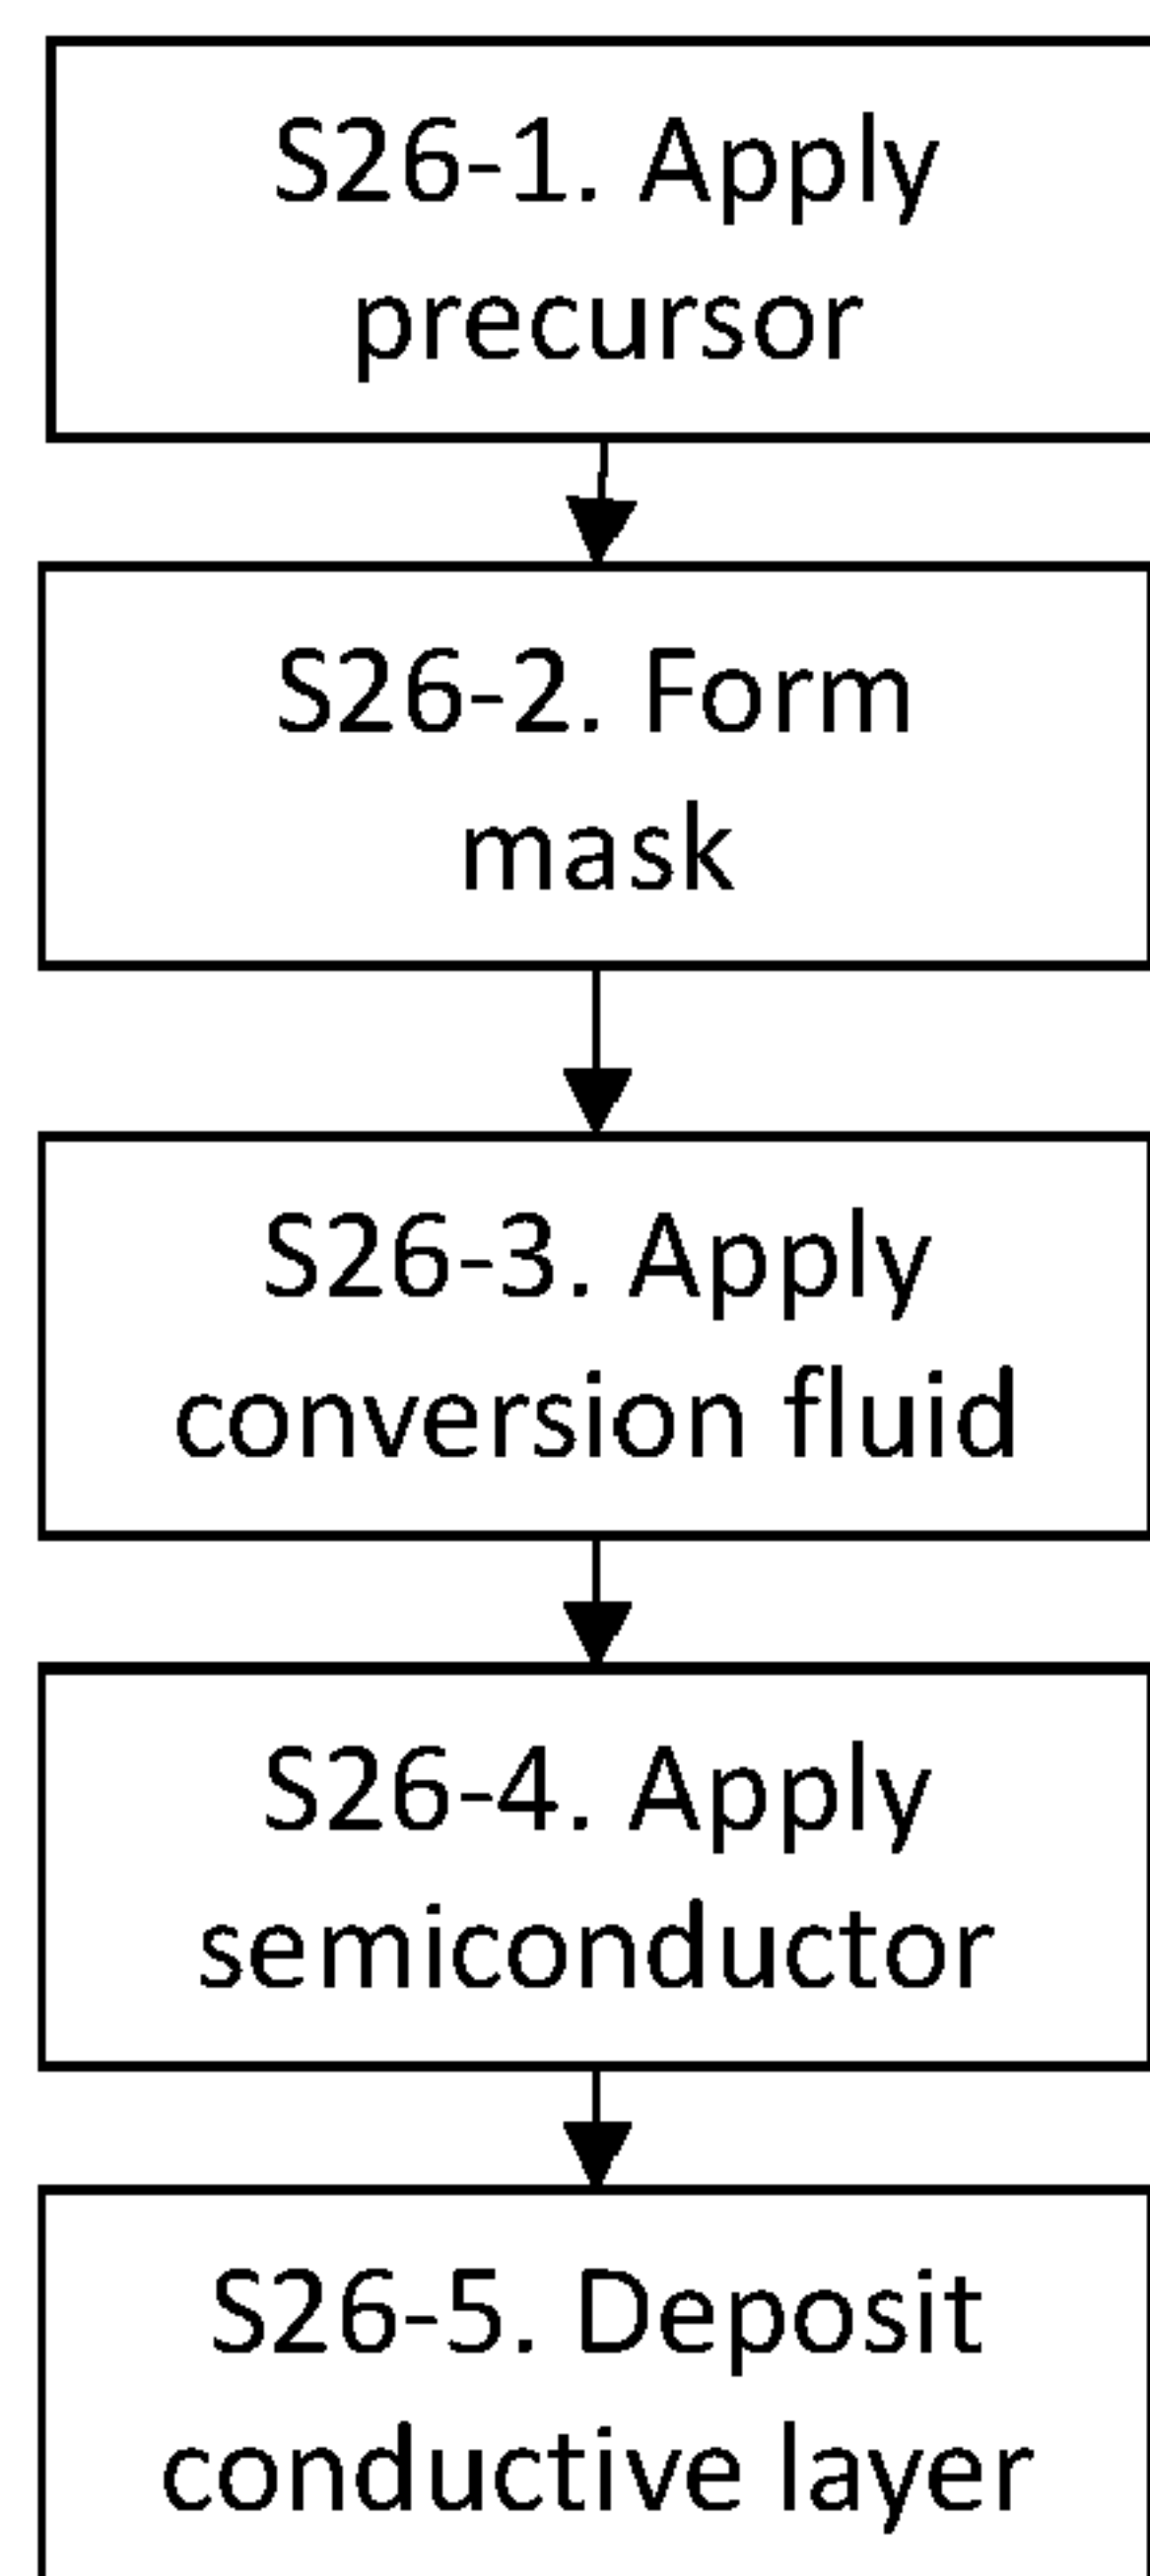 S26-1. Apply
precursor
S26-2. Form
mask
S26-3. Apply
conversion fluid
S26-4. Apply
semiconductor
S26-5. Deposit
conductive layer